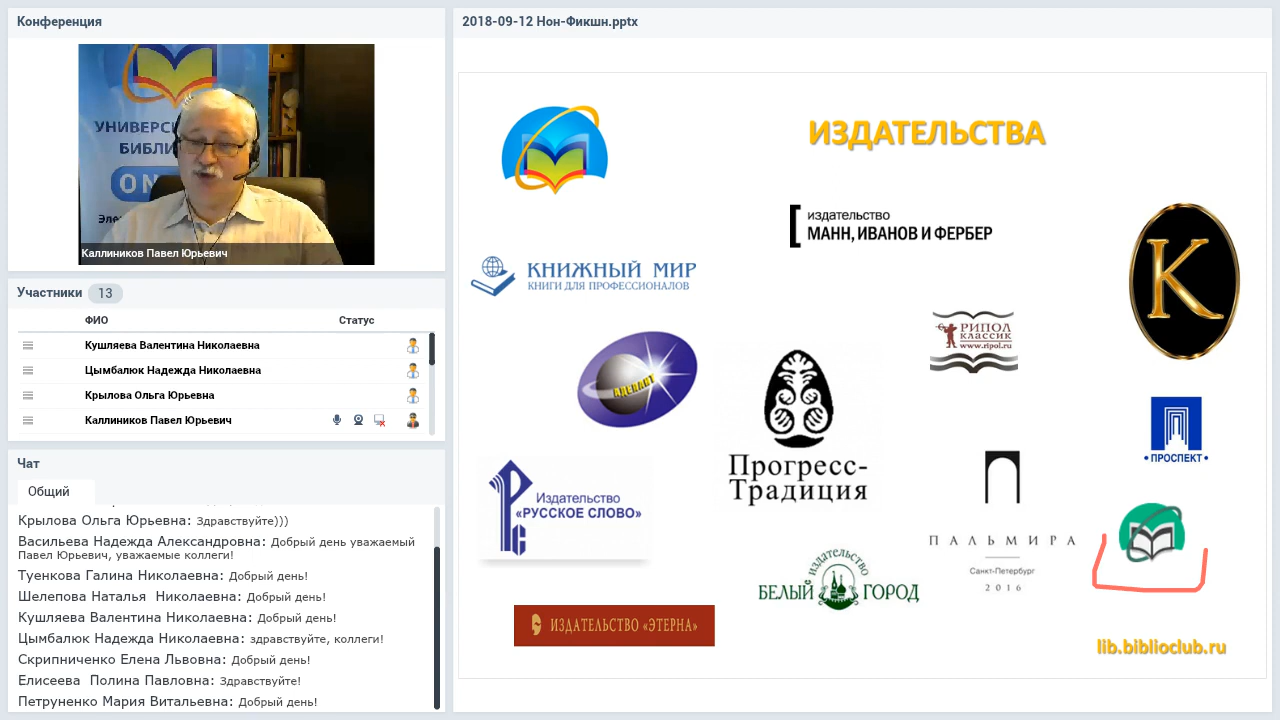 Конференция
УНИВЕРС
БИБЛИ
ON
Каллиников Павел Юрьевич
Участники 13
ФИО Статус
Кушляева Валентина Николаевна
Цымбалюк Надежда Николаевна
Крылова Ольга Юрьевна
Каллиников Павел Юрьевич
Чат
Общий
Крылова Ольга Юрьевна: Здравствуйте)))
Васильева Надежда Александровна: Добрый день уважаемый
Павел Юрьевич, уважаемые коллеги!
Туенкова Галина Николаевна: Добрый день!
Шелепова Наталья Николаевна: Добрый день!
Кушляева Валентина Николаевна: Добрый день!
Цымбалюк Надежда Николаевна: здравствуйте, коллеги!
Скрипниченко Елена Львовна: Добрый день!
Елисеева Полина Павловна: Здравствуйте!
Петруненко Мария Витальевна: Добрый день!
2018-09-12 Нон-Фикшн.pptx
ИЗДАТЕЛЬСТВА
издательство
МАНН, ИВАНОВ И ФЕРБЕР
К
КНИЖНЫЙ МИР
КНИГИ ДЛЯ ПРОФЕССИОНАЛОВ
РИПОЛ
КЛАССИК
www.ripol.ru
АДЕЛАНТ
Прогресс-
Традиция
• ПРОСПЕКТ •
Издательство
«РУССКОЕ СЛОВО»
ПАЛЬМИРА
Санкт-Петербург
2016
издательство
БЕЛЫЙ ГОРОД
ИЗДАТЕЛЬСТВО «ЭТЕРНА»
lib.biblioclub.ru